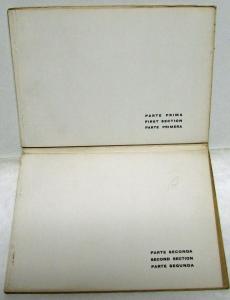 PARTE PRIMA
FIRST SECTION
PARTE PRIMERA
PARTE SECONDA
SECOND SECTION
PARTE SEGUNDA